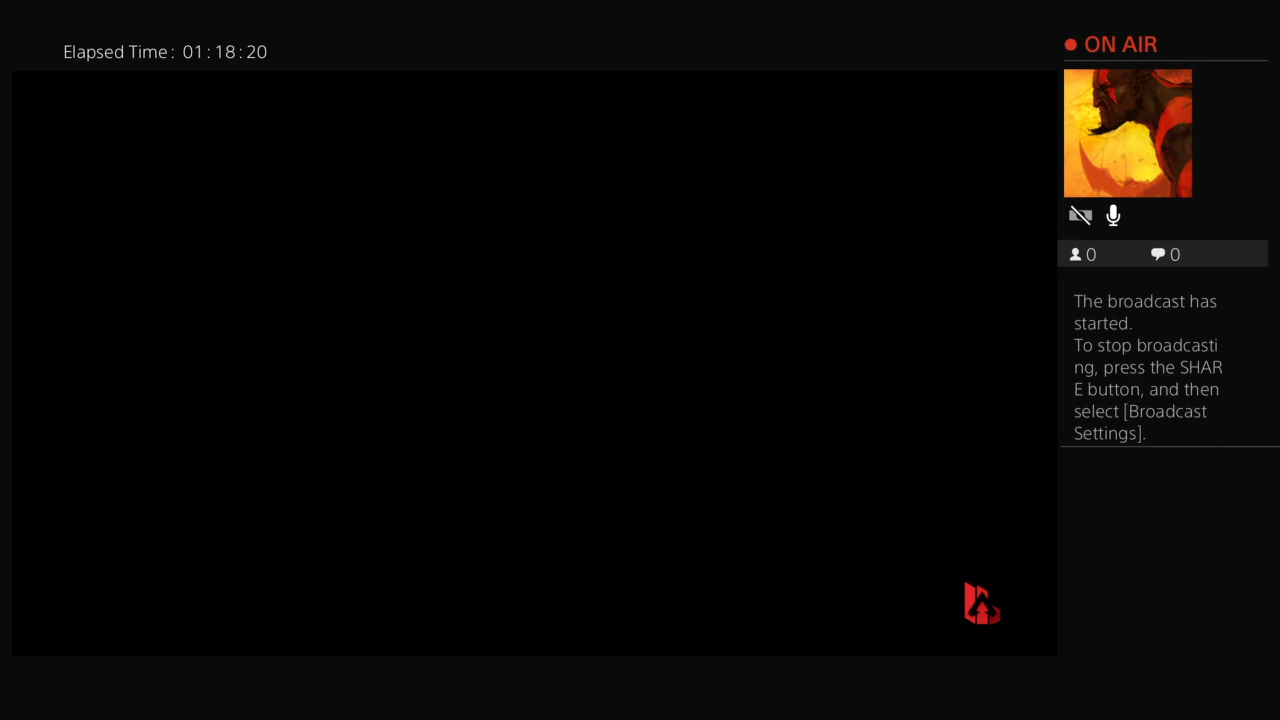 Elapsed Time: 01:18:20
ON AIR
0 0
The broadcast has
started.
To stop broadcasti
ng, press the SHAR
E button, and then
select [Broadcast
Settings].